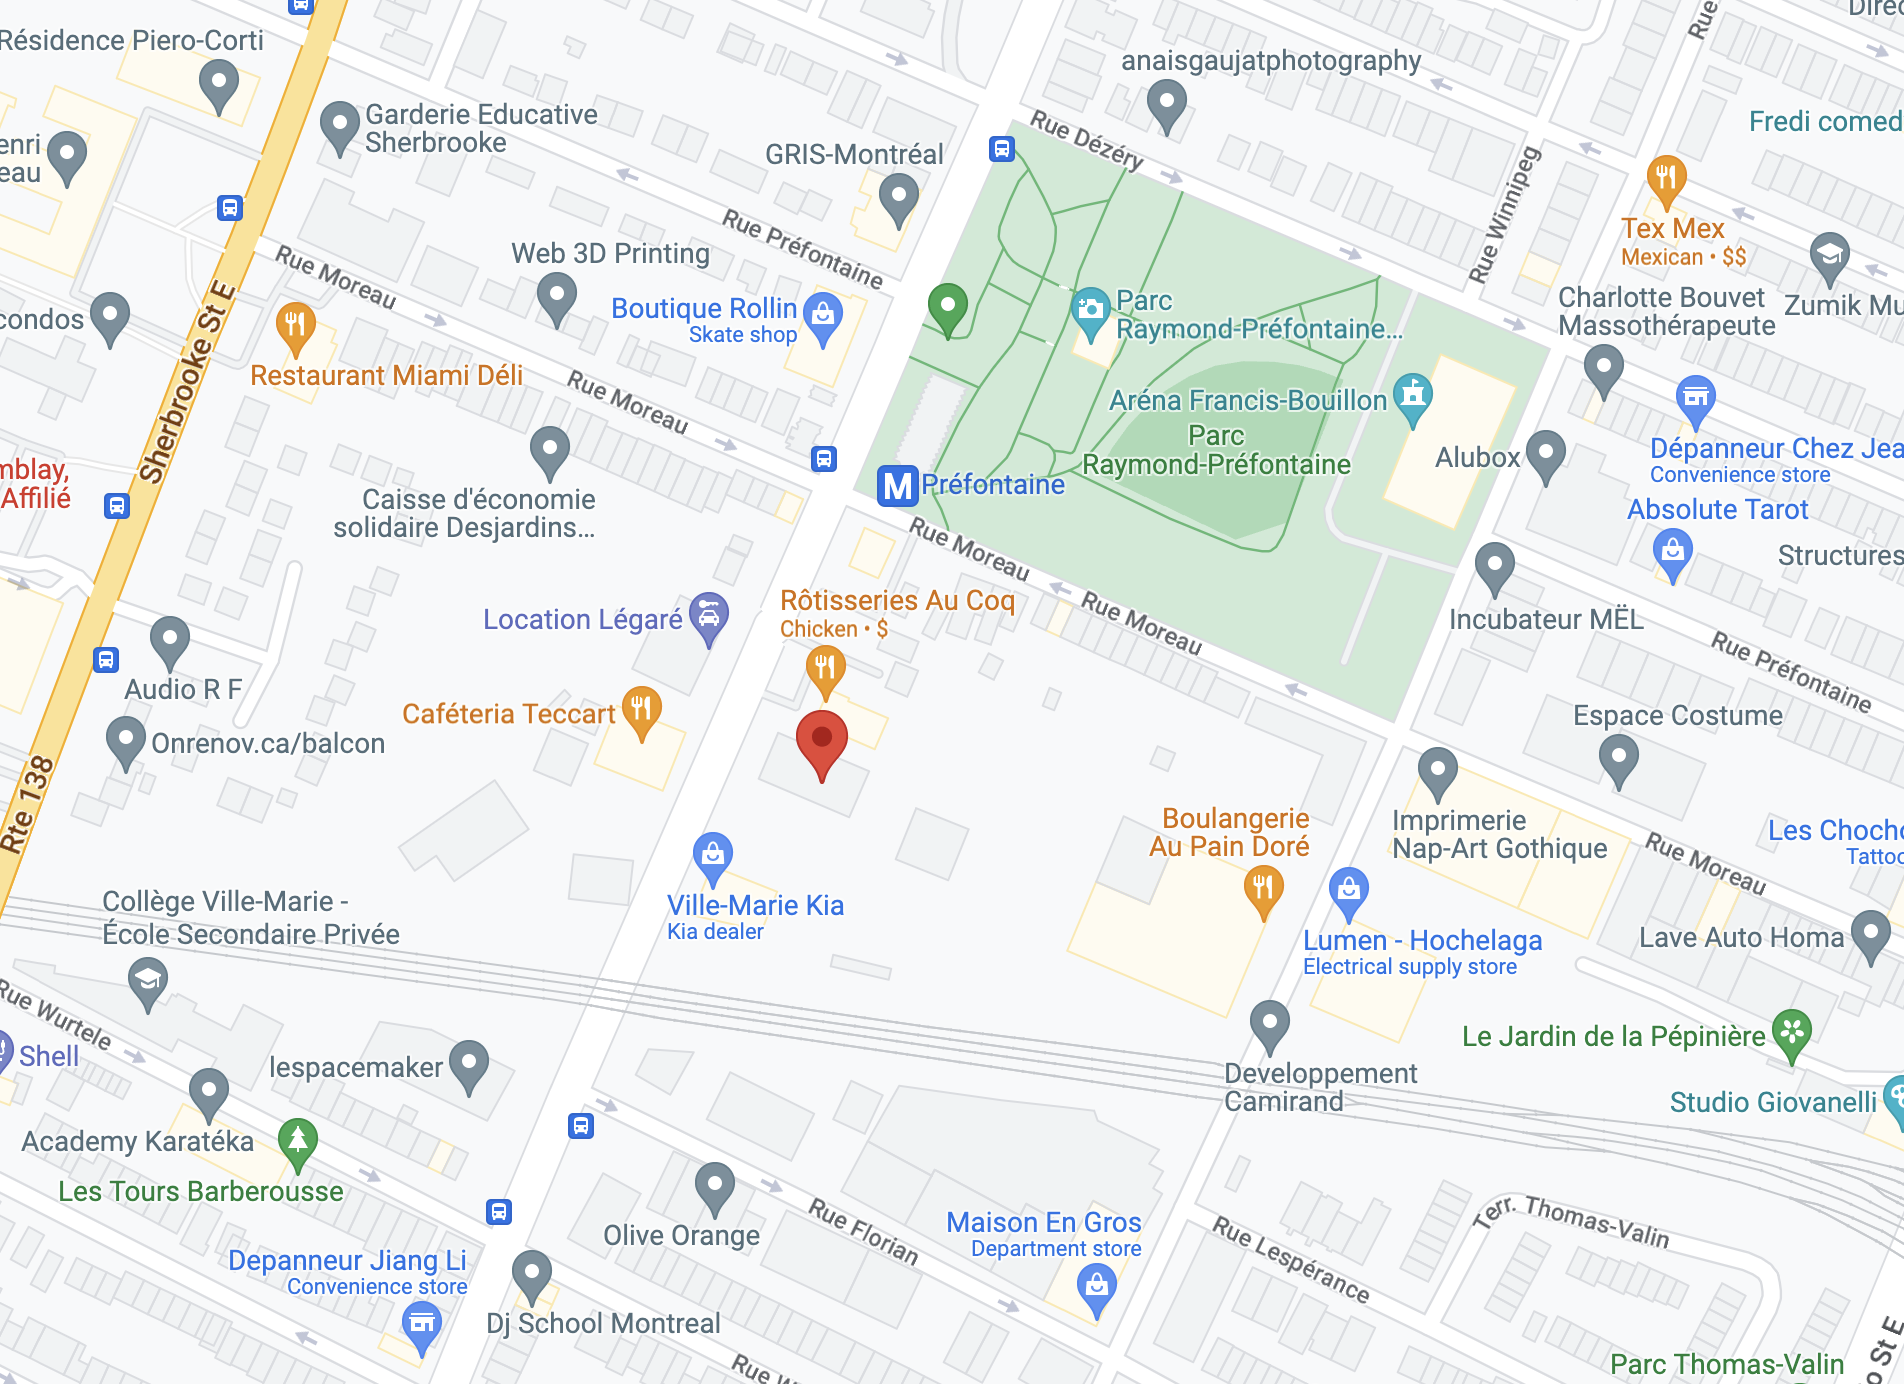 Résidence Piero-Corti
Direc
Rue
anaisgaujatphotography
Garderie Educative
Sherbrooke
Fredi comed
Rue Dézéry
enri
eau
GRIS-Montréal
Rue Winnipeg
Tex Mex
Mexican • $$
Rue Préfontaine
Web 3D Printing
Rue Moreau
Boutique Rollin
Skate shop
Parc
Raymond-Préfontaine...
Charlotte Bouvet
Massothérapeute
Zumik Mu
condos
Sherbrooke St E
Restaurant Miami Déli
Rue Moreau
Aréna Francis-Bouillon
Parc
Raymond-Préfontaine
Alubox
Dépanneur Chez Jea
Convenience store
mblay,
Affilié
M
Préfontaine
Caisse d'économie
solidaire Desjardins...
Absolute Tarot
Rue Moreau
Structures
Rôtisseries Au Coq
Chicken • $
Location Légaré
Rue Moreau
Incubateur MËL
Rue Préfontaine
Audio R F
Caféteria Teccart
Espace Costume
Onrenov.ca/balcon
Rte 138
Boulangerie
Au Pain Doré
Imprimerie
Nap-Art Gothique
Les Chocho
Tattoo
Rue Moreau
Ville-Marie Kia
Kia dealer
Collège Ville-Marie -
École Secondaire Privée
Lumen - Hochelaga
Electrical supply store
Lave Auto Homa
Rue Wurtele
Shell
lespacemaker
Le Jardin de la Pépinière
Developpement
Camirand
Studio Giovanelli
Academy Karatéka
Les Tours Barberousse
Olive Orange
Rue Florian
Maison En Gros
Department store
Rue Lespérance
Terr. Thomas-Valin
Depanneur Jiang Li
Convenience store
Dj School Montreal
Rue W
Parc Thomas-Valin
o St E